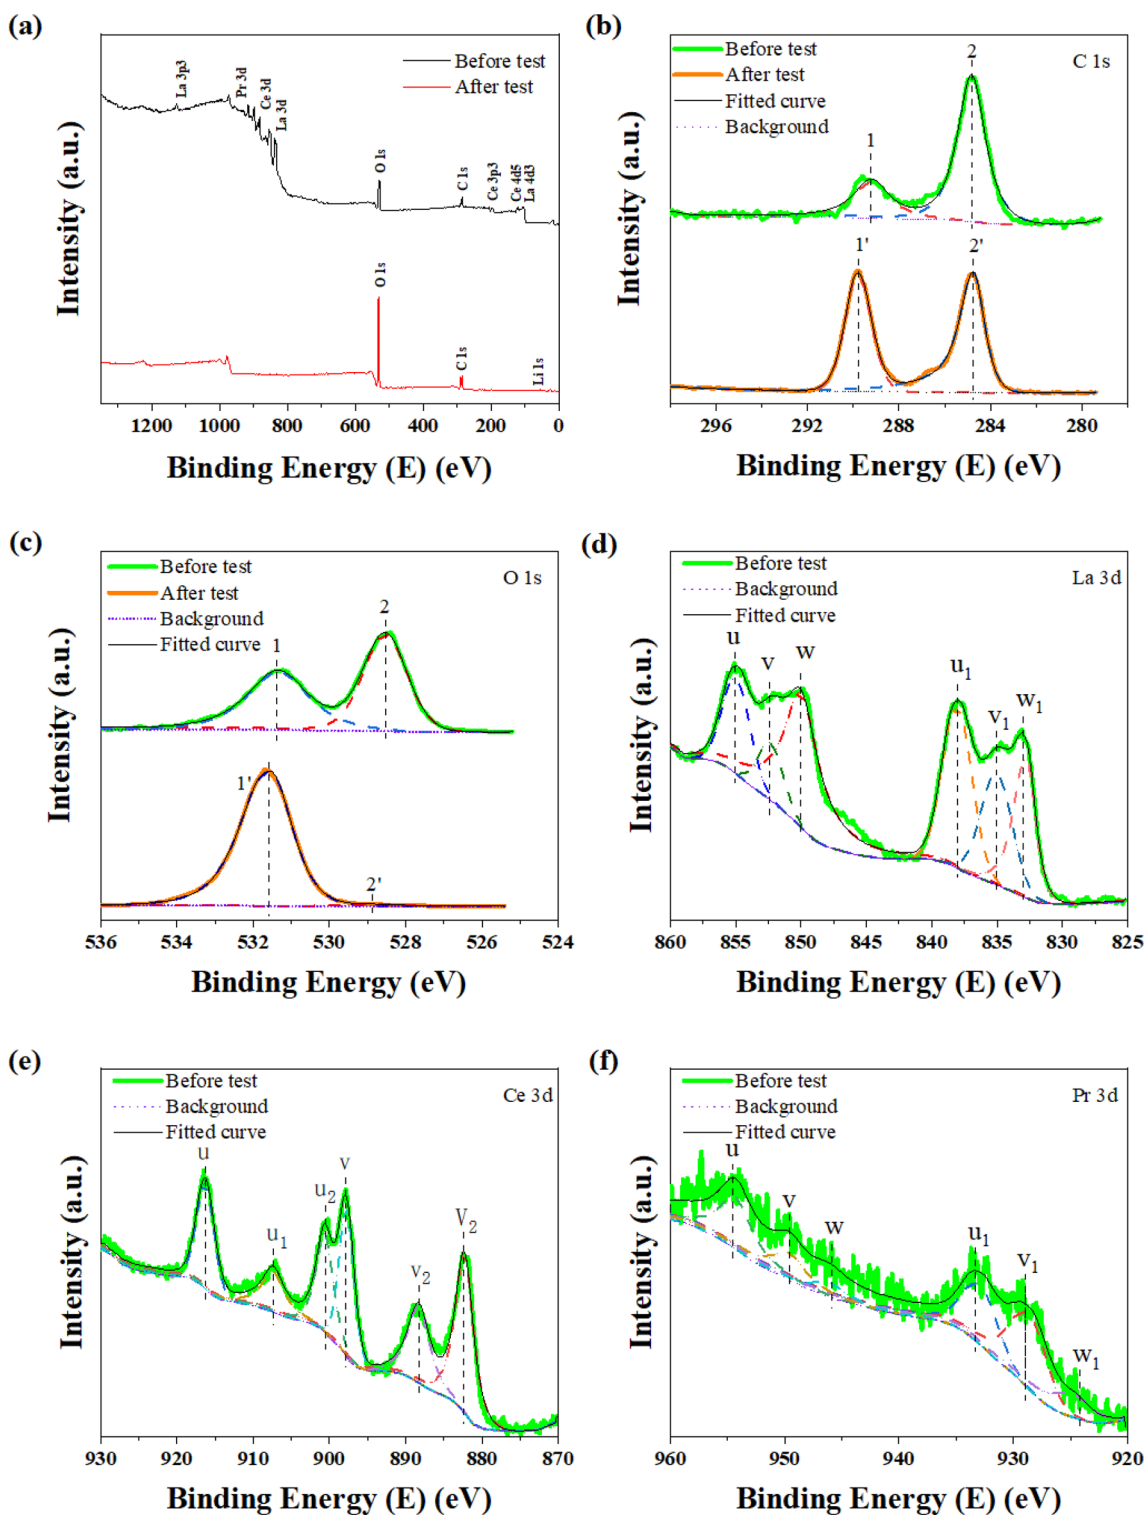 (a)
Before test
After test
La 3p3
Pr 3d
Ce 3d
La 3d
O 1s
C 1s
Ce 3p3
Ce 4d5
La 4d3
O 1s
C 1s
Li 1s
Intensity (a.u.)
1200 1000 800 600 400 200 0
Binding Energy (E) (eV)
(b)
Before test
After test
Fitted curve
Background
C 1s
1
2
1'
2'
Intensity (a.u.)
296 292 288 284 280
Binding Energy (E) (eV)
(c)
Before test
After test
Background
Fitted curve
O 1s
1
2
1'
2'
Intensity (a.u.)
536 534 532 530 528 526 524
Binding Energy (eV)
(d)
Before test
Background
Fitted curve
La 3d
u
v
w
u1
v1
w1
Intensity (a.u.)
860 855 850 840 835 830 825
Binding Energy (E) (eV)
(e)
Before test
Background
Fitted curve
Ce 3d
u
u1
u2
v
v2
V2
Intensity (a.u.)
930 920 910 900 890 880 870
Binding Energy (E) (eV)
(f)
Before test
Background
Fitted curve
Pr 3d
u
v
w
u1
v1
w1
Intensity (a.u.)
960 950 940 930 920
Binding Energy (E) (eV)